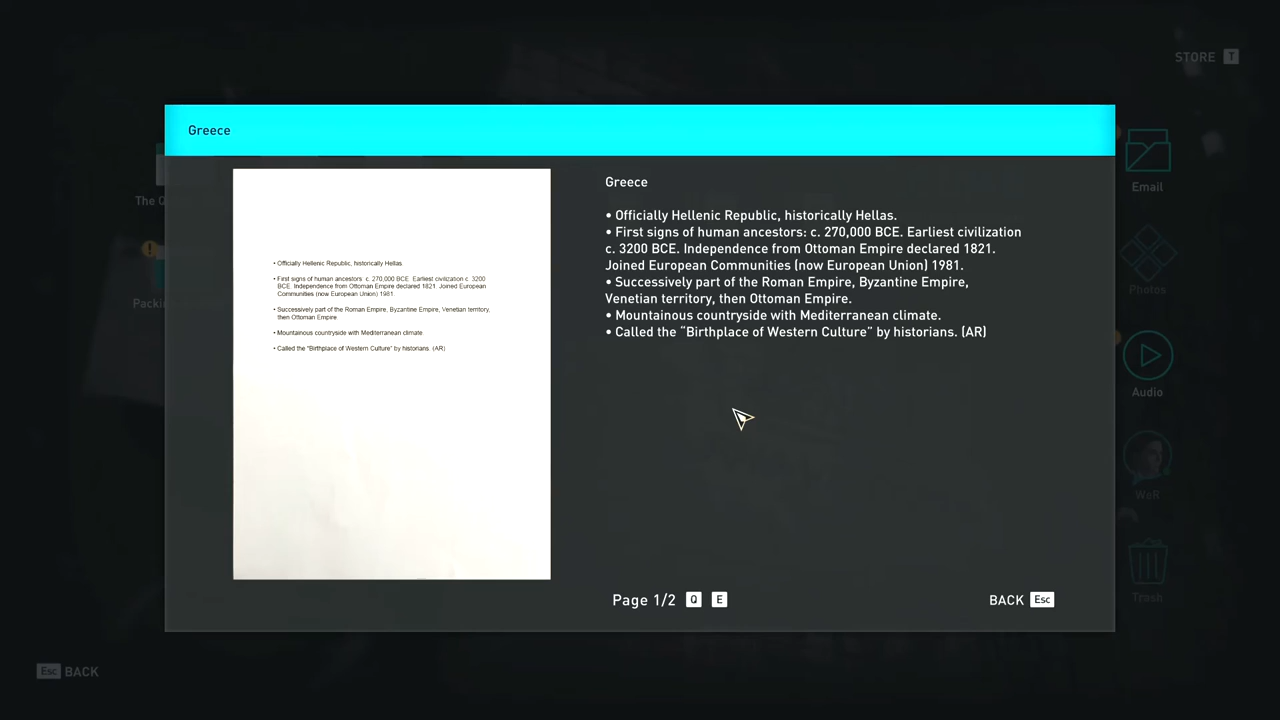 STORE T
Greece
The
Email
Photos
Audio
WeR
Trash
• Officially Hellenic Republic, historically Hellas.
• First signs of human ancestors c. 270,000 BCE. Earliest civilization c. 3200
BCE. Independence from Ottoman Empire declared 1821. Joined European
Communities (now European Union) 1981.
• Successively part of the Roman Empire, Byzantine Empire, Venetian territory,
then Ottoman Empire
• Mountainous countryside with Mediterranean climate.
• Called the "Birthplace of Western Culture" by historians. (AR)
Greece
• Officially Hellenic Republic, historically Hellas.
• First signs of human ancestors: c. 270,000 BCE. Earliest civilization
c. 3200 BCE. Independence from Ottoman Empire declared 1821.
Joined European Communities (now European Union) 1981.
• Successively part of the Roman Empire, Byzantine Empire,
Venetian territory, then Ottoman Empire.
• Mountainous countryside with Mediterranean climate.
• Called the “Birthplace of Western Culture” by historians. (AR)
Page 1/2 Q E
BACK Esc
Esc BACK